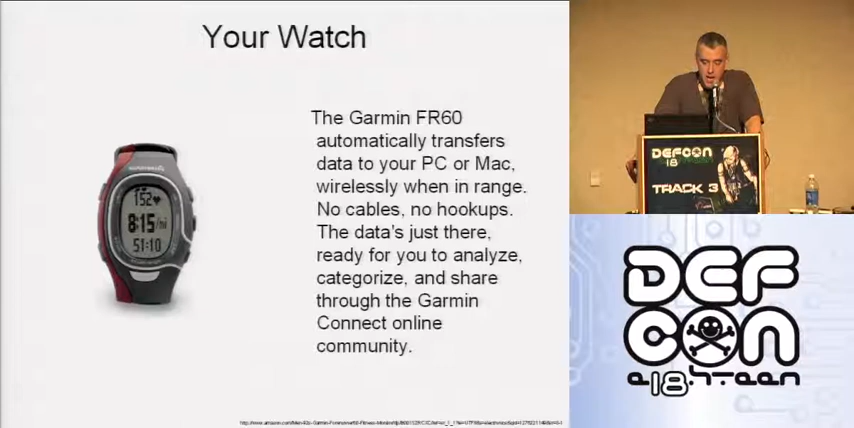 Your Watch
The Garmin FR60
automatically transfers
data to your PC or Mac,
wirelessly when in range.
No cables, no hookups.
The data's just there,
ready for you to analyze,
categorize, and share
through the Garmin
Connect online
community.
152
8:15/mi
51:10
DEFCON
18
TRACK 3
DEF
CON
e18hteen